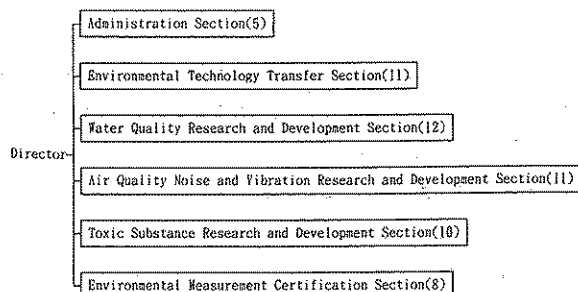 Administration Section(5)
Environmental Technology Transfer Section(11)
Water Quality Research and Development Section(12)
Director
Air Quality Noise and Vibration Research and Development Section(11)
Toxic Substance Research and Development Section(10)
Environmental Measurement Certification Section(8)